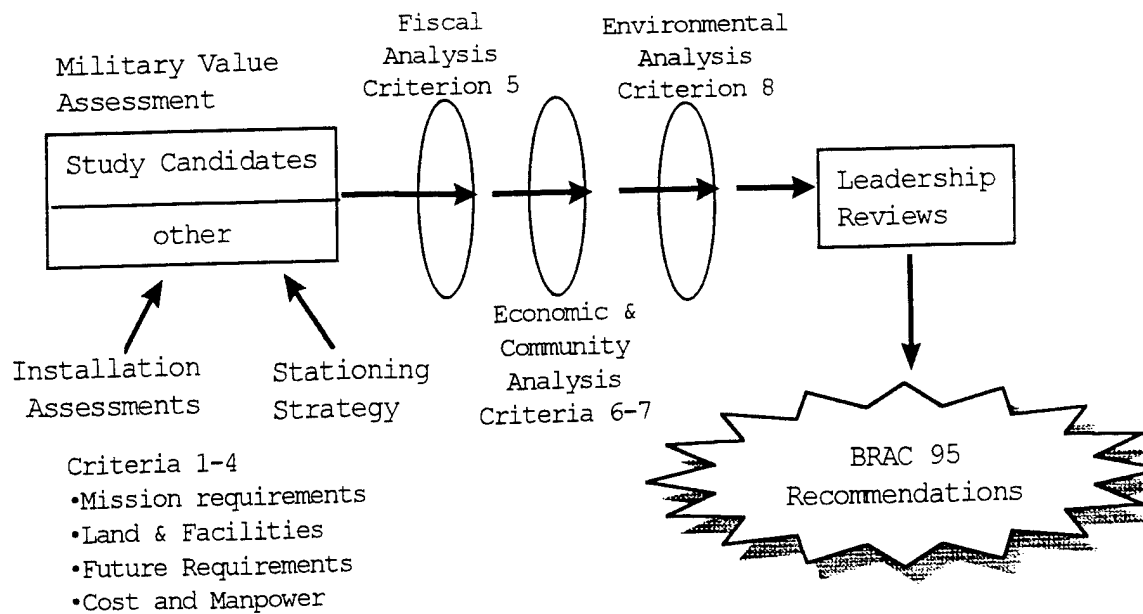 Military Value
Assessment
Study Candidates
other
Installation
Assessments
Stationing
Strategy
Criteria 1-4
•Mission requirements
•Land & Facilities
•Future Requirements
•Cost and Manpower
Fiscal
Analysis
Criterion 5
Economic &
Community
Analysis
Criteria 6-7
Environmental
Analysis
Criterion 8
Leadership
Reviews
BRAC 95
Recommendations